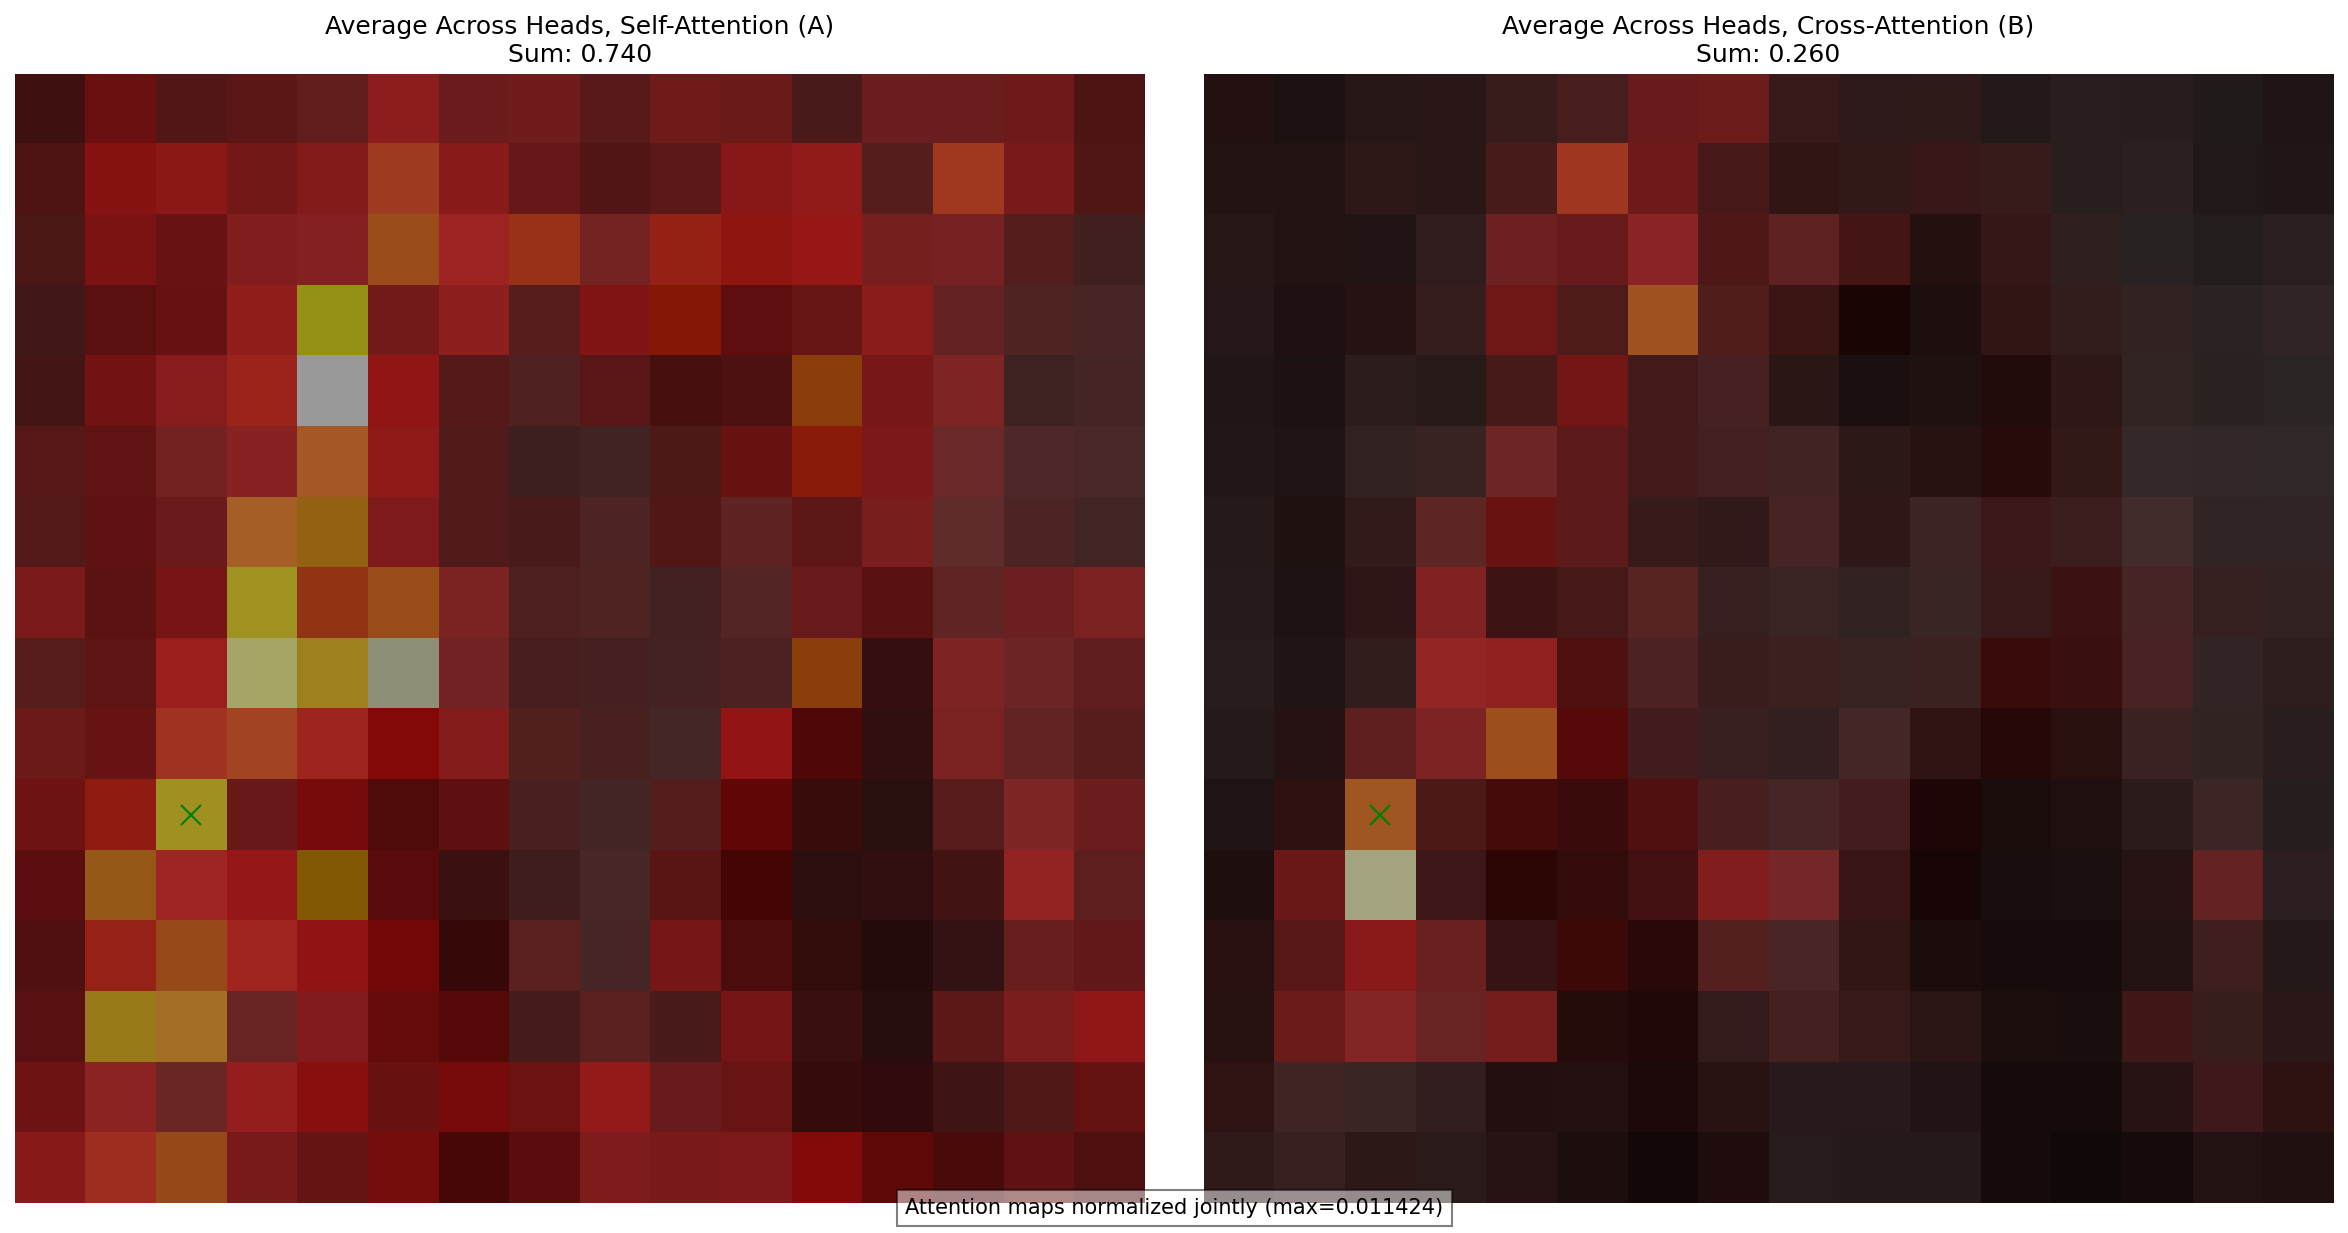 Average Across Heads, Self-Attention (A)
Sum: 0.740
Average Across Heads, Cross-Attention (B)
Sum: 0.260
Attention maps normalized jointly (max=0.011424)